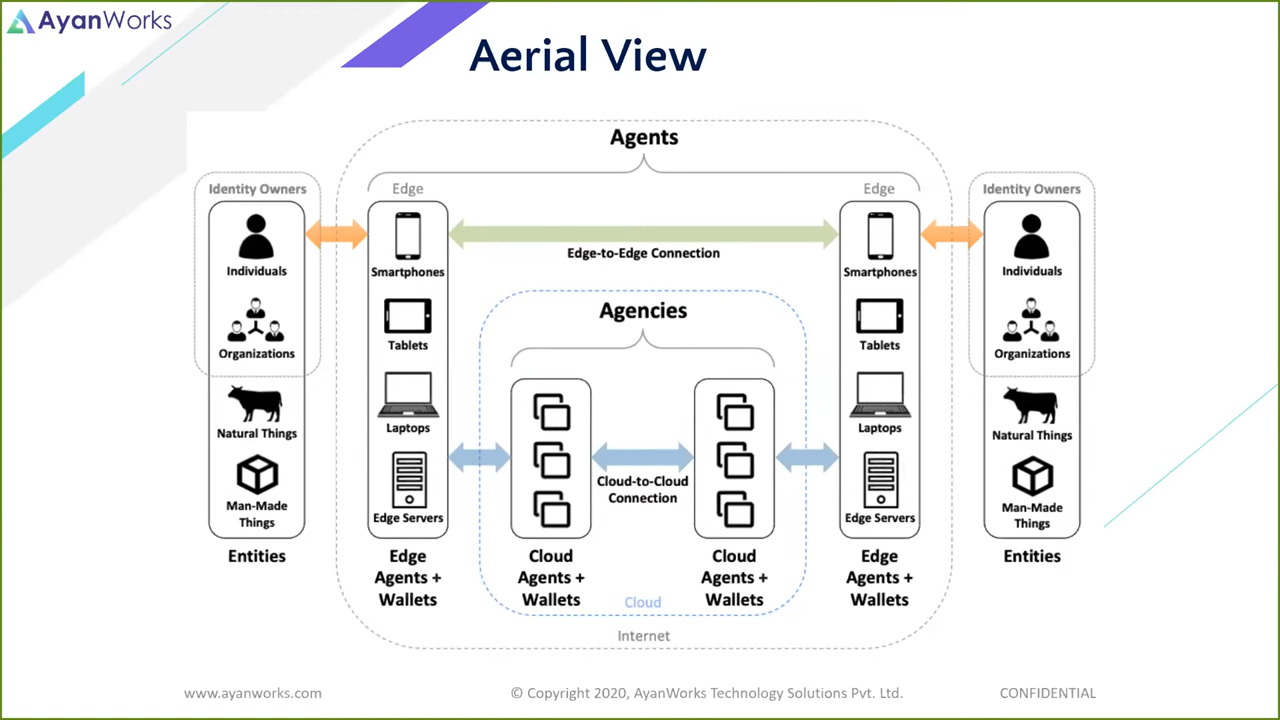 AyanWorks
Aerial View
Agents
Identity Owners
Edge
Edge
Identity Owners
Individuals
Smartphones
Edge-to-Edge Connection
Smartphones
Individuals
Organizations
Tablets
Agencies
Tablets
Organizations
Natural Things
Laptops
Laptops
Natural Things
Man-Made
Things
Edge Servers
Cloud-to-Cloud
Connection
Edge Servers
Man-Made
Things
Entities
Edge
Agents +
Wallets
Cloud
Agents +
Wallets
Cloud
Cloud
Agents +
Wallets
Edge
Agents +
Wallets
Entities
Internet
www.ayanworks.com
© Copyright 2020, AyanWorks Technology Solutions Pvt. Ltd.
CONFIDENTIAL